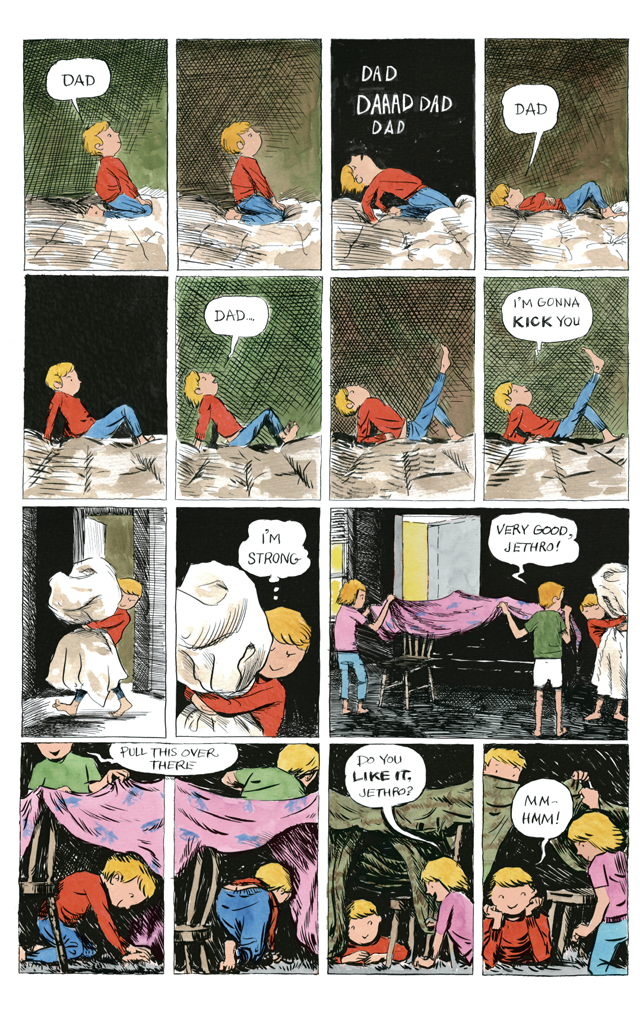 DAD
DAD
DAAAD DAD
DAD
DAD
DAD...
I'M GONNA
KICK YOU
I'M
STRONG
VERY GOOD,
JETHRO!
PULL THIS OVER
THERE
DO YOU
LIKE IT,
JETHRO?
MM-
HMM!